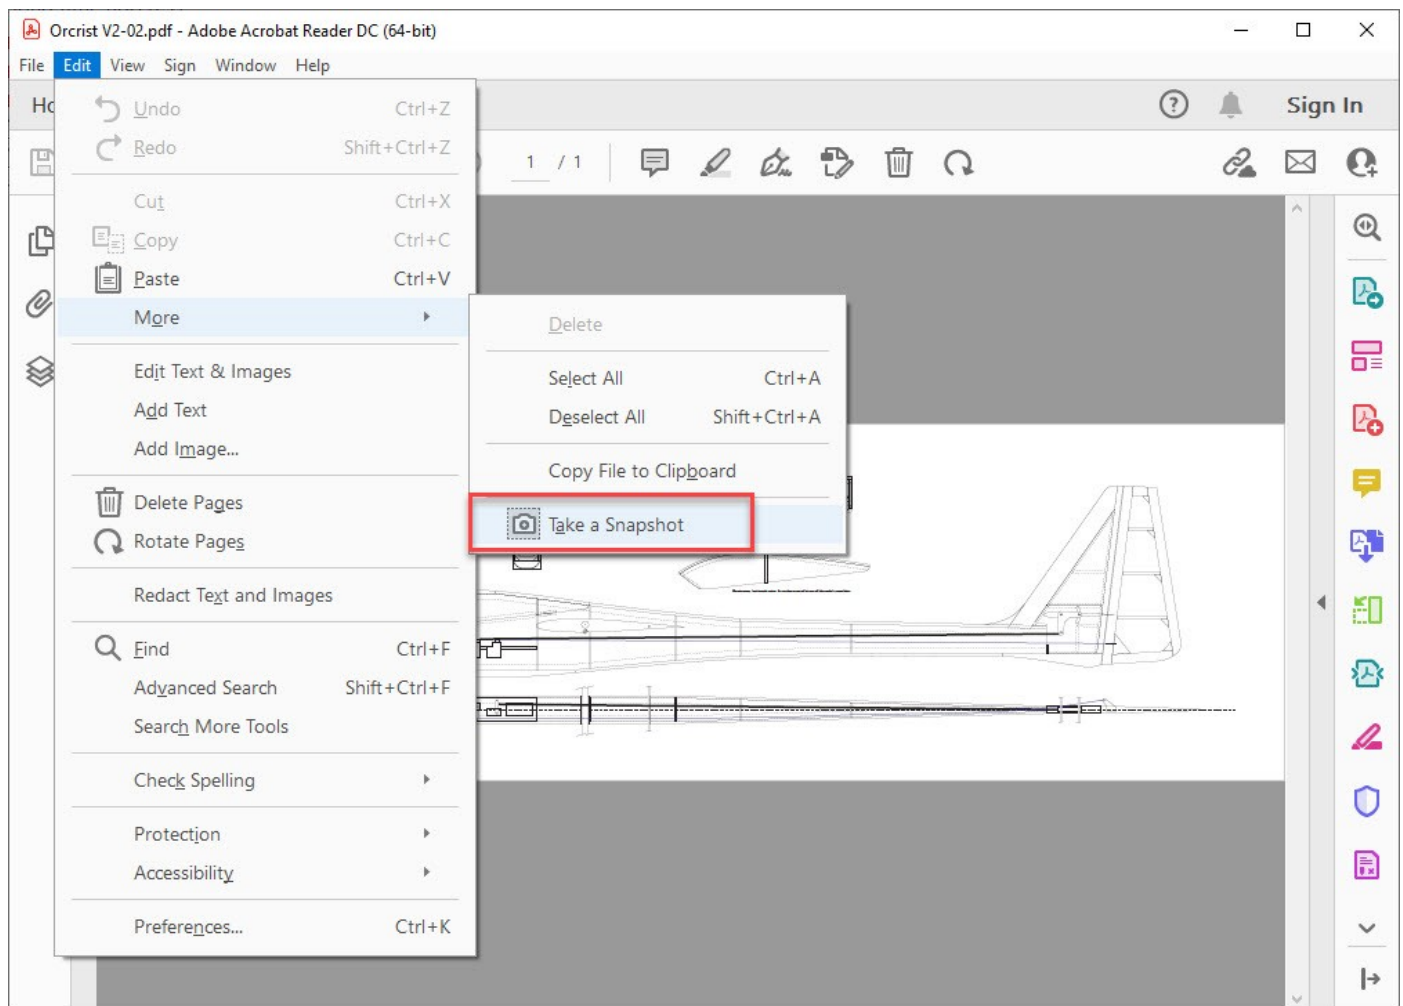 Orcrist V2-02.pdf - Adobe Acrobat Reader DC (64-bit)
File Edit View Sign Window Help
Sign In
Undo Ctrl+Z
Redo Shift+Ctrl+Z
1 / 1
Cut Ctrl+X
Copy Ctrl+C
Paste Ctrl+V
More
Delete
Select All Ctrl+A
Deselect All Shift+Ctrl+A
Copy File to Clipboard
Take a Snapshot
Edit Text & Images
Add Text
Add Image...
Delete Pages
Rotate Pages
Redact Text and Images
Find Ctrl+F
Advanced Search Shift+Ctrl+F
Search More Tools
Check Spelling
Protection
Accessibility
Preferences... Ctrl+K